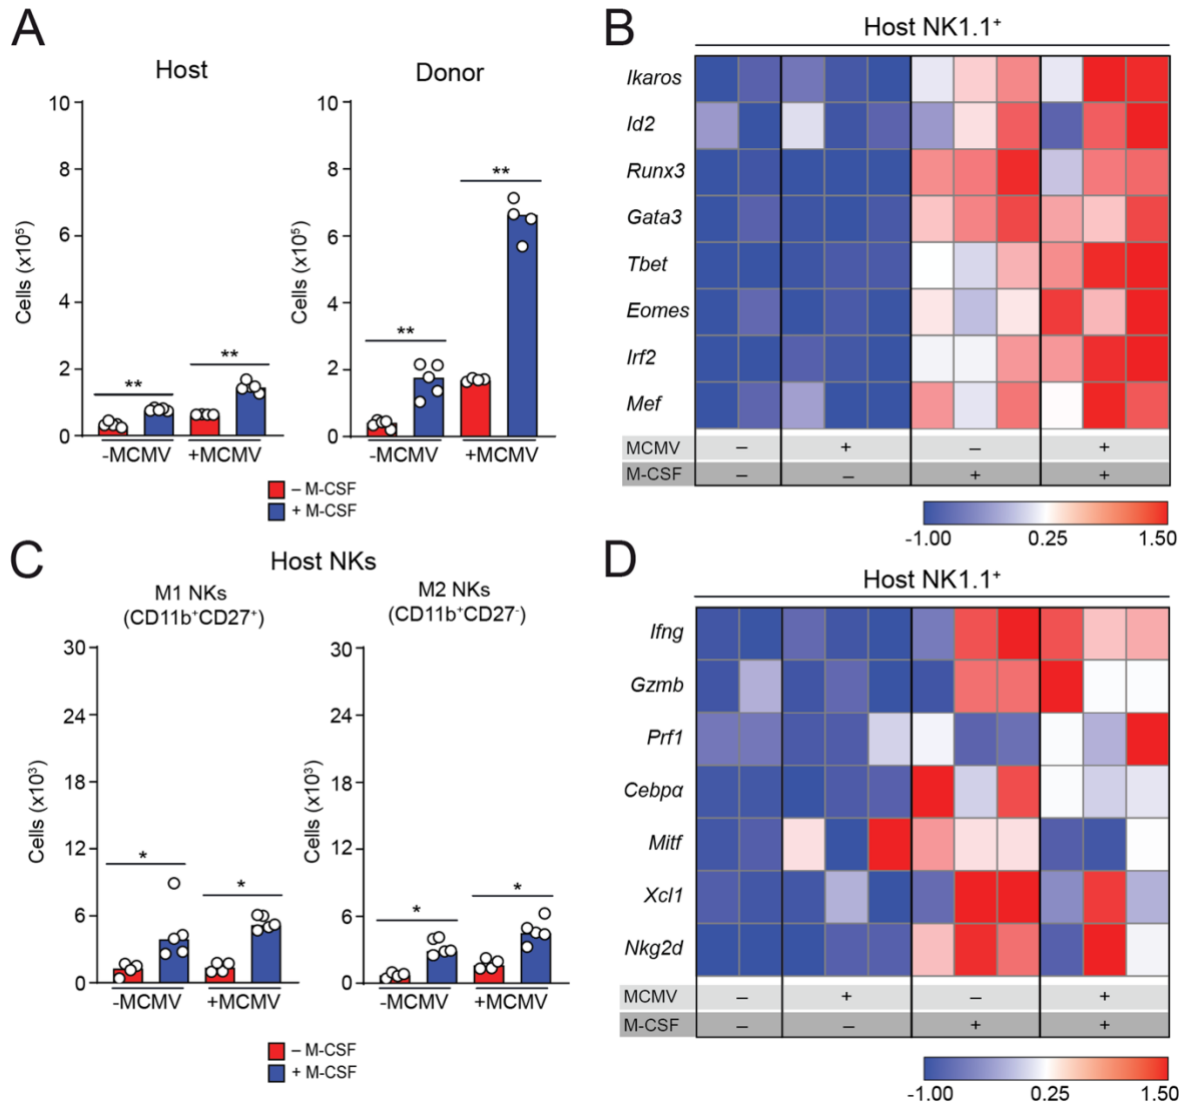 A
Host
Donor
10
8
6
4
2
0
Cells (x10⁵)
**
**
-MCMV
+MCMV
10
8
6
4
2
0
Cells (x10⁵)
**
**
-MCMV
+MCMV
– M-CSF
+ M-CSF
B
Host NK1.1⁺
Ikaros
Id2
Runx3
Gata3
Tbet
Eomes
Irf2
Mef
MCMV – + – +
M-CSF – – + +
-1.00 0.25 1.50
C
Host NKs
M1 NKs
(CD11b⁺CD27⁺)
M2 NKs
(CD11b⁺CD27⁻)
30
24
18
12
6
0
Cells (x10³)
*
*
-MCMV
+MCMV
30
24
18
12
6
0
Cells (x10³)
*
*
-MCMV
+MCMV
– M-CSF
+ M-CSF
D
Host NK1.1⁺
Ifng
Gzmb
Prf1
Cebpα
Mitf
Xcl1
Nkg2d
MCMV – + – +
M-CSF – – + +
-1.00 0.25 1.50